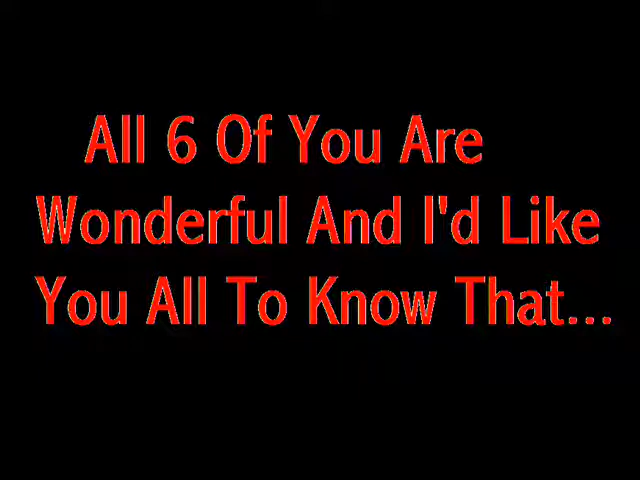 All 6 Of You Are
Wonderful And I'd Like
You All To Know That...